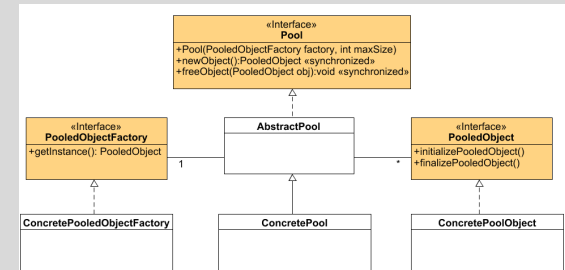 «Interface»
Pool
+Pool(PooledObjectFactory factory, int maxSize)
+newObject():PooledObject «synchronized»
+freeObject(PooledObject obj):void «synchronized»
«Interface»
PooledObjectFactory
+getInstance(): PooledObject
AbstractPool
«Interface»
PooledObject
+initializePooledObject()
+finalizePooledObject()
1
*
ConcretePooledObjectFactory
ConcretePool
ConcretePoolObject